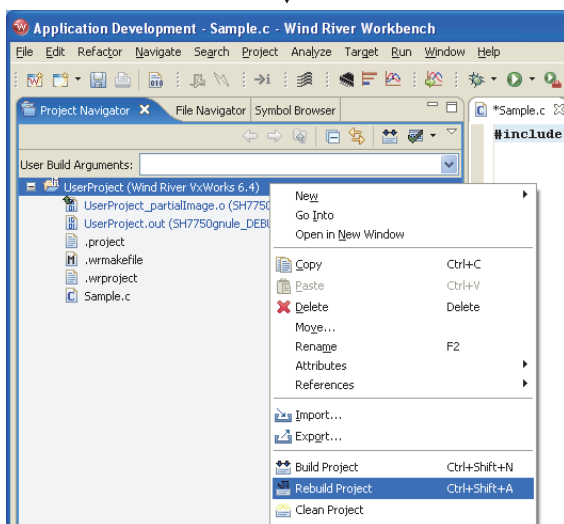 Application Development - Sample.c - Wind River Workbench
File Edit Refactor Navigate Search Project Analyze Target Run Window Help
Project Navigator File Navigator Symbol Browser *Sample.c
#include
User Build Arguments:
UserProject (Wind River VxWorks 6.4)
UserProject_partialImage.o (SH7750
UserProject.out (SH7750gnule_DEBU
.project
.wrmakefile
.wrproject
Sample.c
New
Go Into
Open in New Window
Copy Ctrl+C
Paste Ctrl+V
Delete Delete
Move...
Rename F2
Attributes
References
Import...
Export...
Build Project Ctrl+Shift+N
Rebuild Project Ctrl+Shift+A
Clean Project